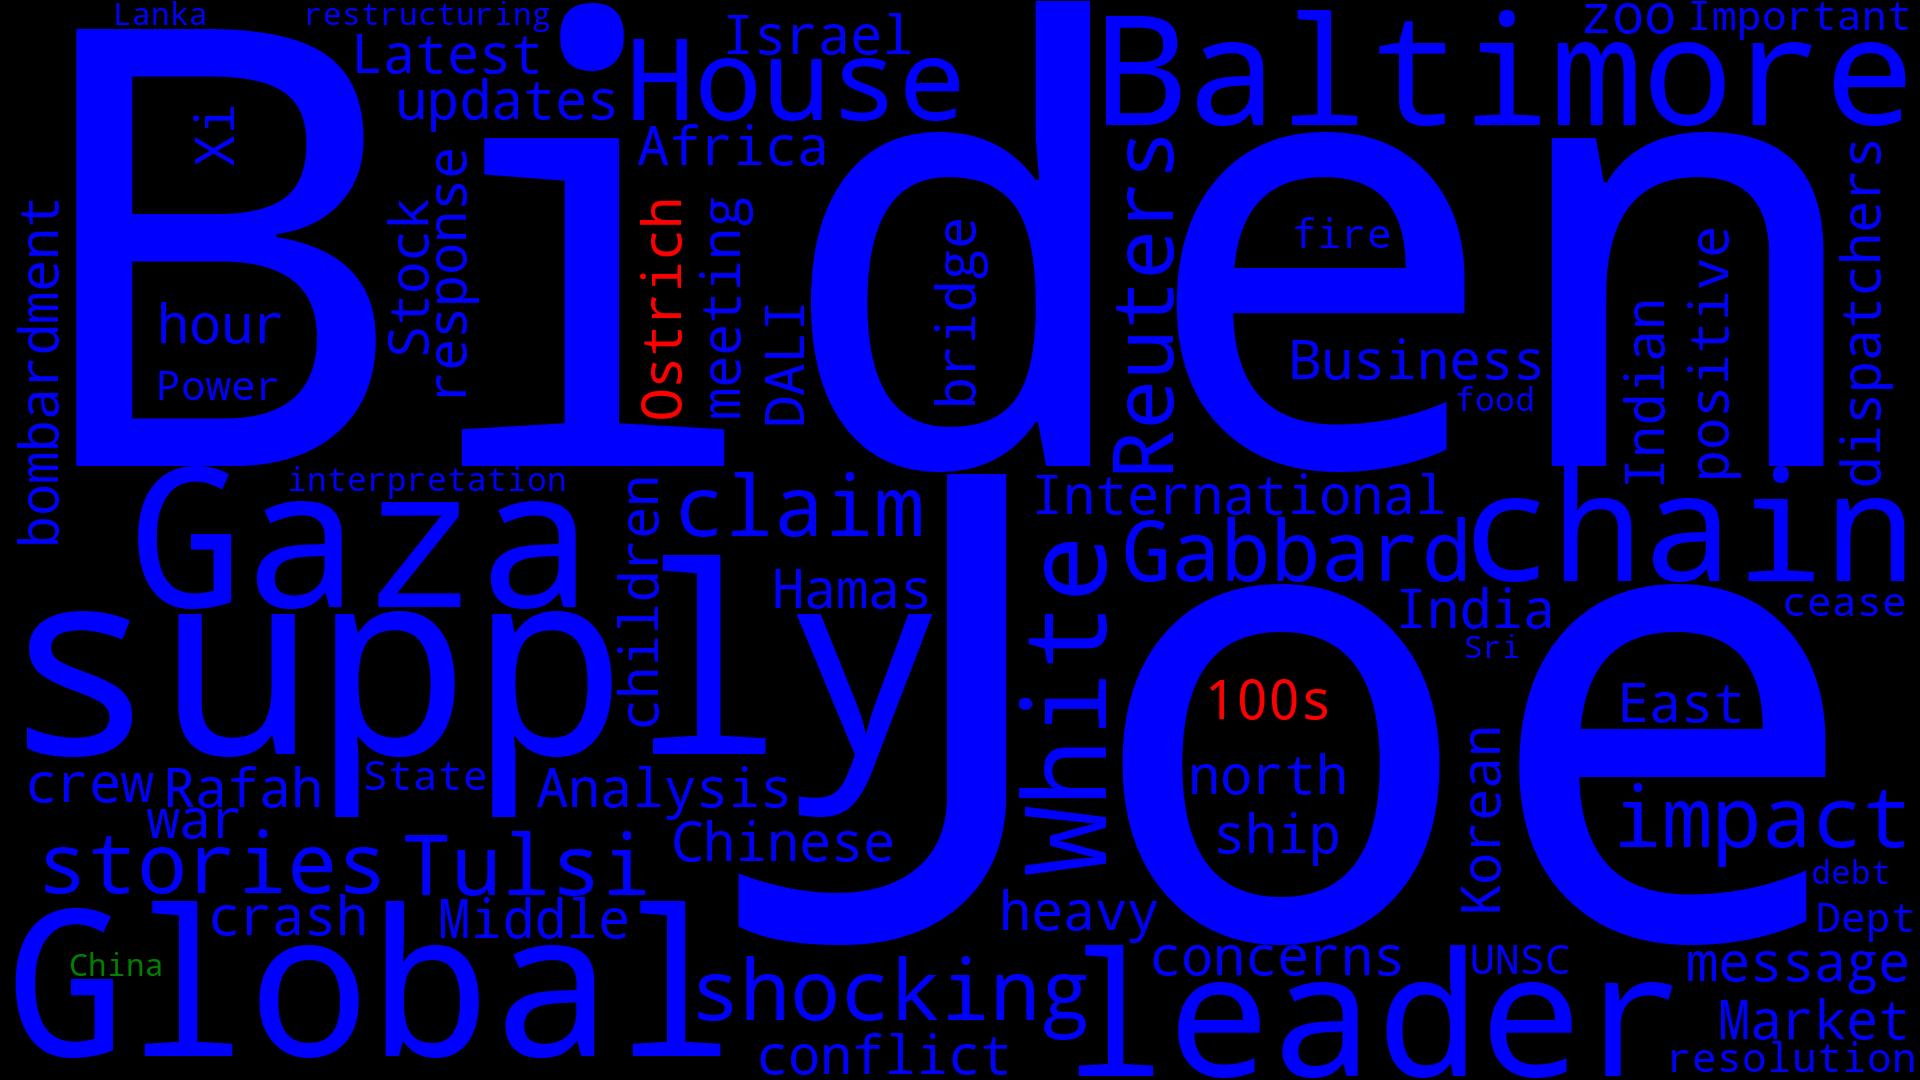 Lanka
restructuring
zoo
Important
Latest
Israel
updates
House
Baltimore
Africa
Biden
Xi
bombardment
Stock
response
Ostrich
meeting
DALI
bridge
Reuters
fire
Indian
positive
dispatchers
hour
Power
Business
food
Gaza
interpretation
children
claim
International
Gabbard
chain
Hamas
White
India
cease
Sri
supply
Joe
100s
East
crew
Rafah
State
Analysis
north
Korean
war
Chinese
ship
impact
stories
Tulsi
debt
crash
Middle
heavy
Dept
Global
China
shocking
concerns
UNSC
message
leader
Market
conflict
resolution